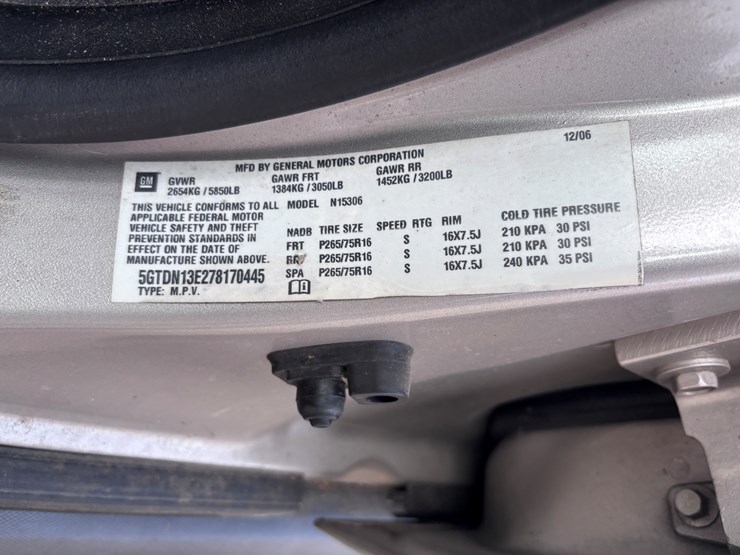 12/06
MFD BY GENERAL MOTORS CORPORATION
GM GVWR GAWR FRT GAWR RR
2654KG / 5850LB 1384KG / 3050LB 1452KG / 3200LB
THIS VEHICLE CONFORMS TO ALL MODEL N15306
APPLICABLE FEDERAL MOTOR
VEHICLE SAFETY AND THEFT
PREVENTION STANDARDS IN
EFFECT ON THE DATE OF
MANUFACTURE SHOWN ABOVE.
5GTDN13E278170445
TYPE: M.P.V.
NADB TIRE SIZE SPEED RTG RIM COLD TIRE PRESSURE
FRT P265/75R16 S 16X7.5J 210 KPA 30 PSI
RR P265/75R16 S 16X7.5J 210 KPA 30 PSI
SPA P265/75R16 S 16X7.5J 240 KPA 35 PSI